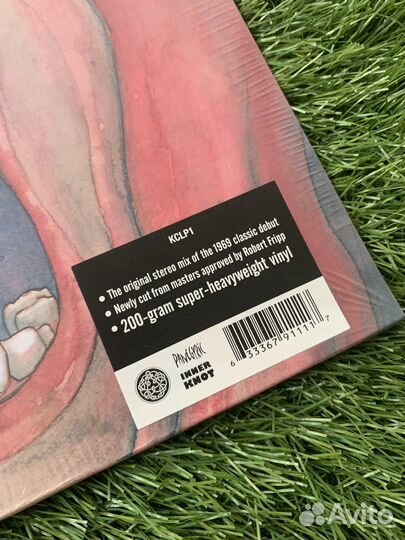 KCLP1
• The original stereo mix of the 1969 classic debut
• Newly cut from masters approved by Robert Fripp
• 200-gram super-heavyweight vinyl
PANEGYRIC
INNER
KNOT
6 33367 91111 7
Avito